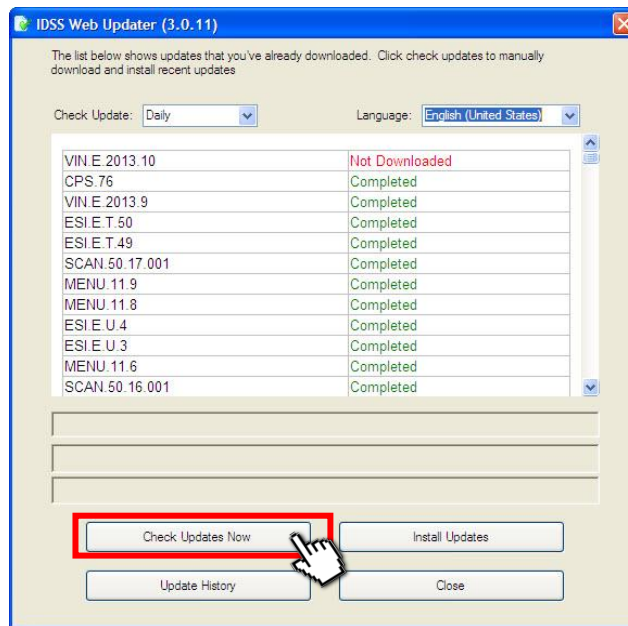 IDSS Web Updater (3.0.11)
The list below shows updates that you've already downloaded. Click check updates to manually
download and install recent updates
Check Update: Daily Language: English (United States)
VIN.E.2013.10 Not Downloaded
CPS.76 Completed
VIN.E.2013.9 Completed
ESI.E.T.50 Completed
ESI.E.T.49 Completed
SCAN.50.17.001 Completed
MENU.11.9 Completed
MENU.11.8 Completed
ESI.E.U.4 Completed
ESI.E.U.3 Completed
MENU.11.6 Completed
SCAN.50.16.001 Completed
Check Updates Now Install Updates
Update History Close